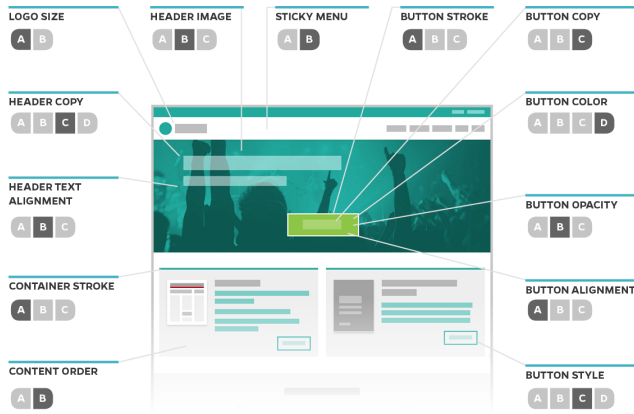 LOGO SIZE
A B
HEADER IMAGE
A B C
STICKY MENU
A B
BUTTON STROKE
A B C
BUTTON COPY
A B C
HEADER COPY
A B C D
BUTTON COLOR
A B C D
HEADER TEXT
ALIGNMENT
A B C
BUTTON OPACITY
A B C
CONTAINER STROKE
A B C
BUTTON ALIGNMENT
A B C
CONTENT ORDER
A B
BUTTON STYLE
A B C D